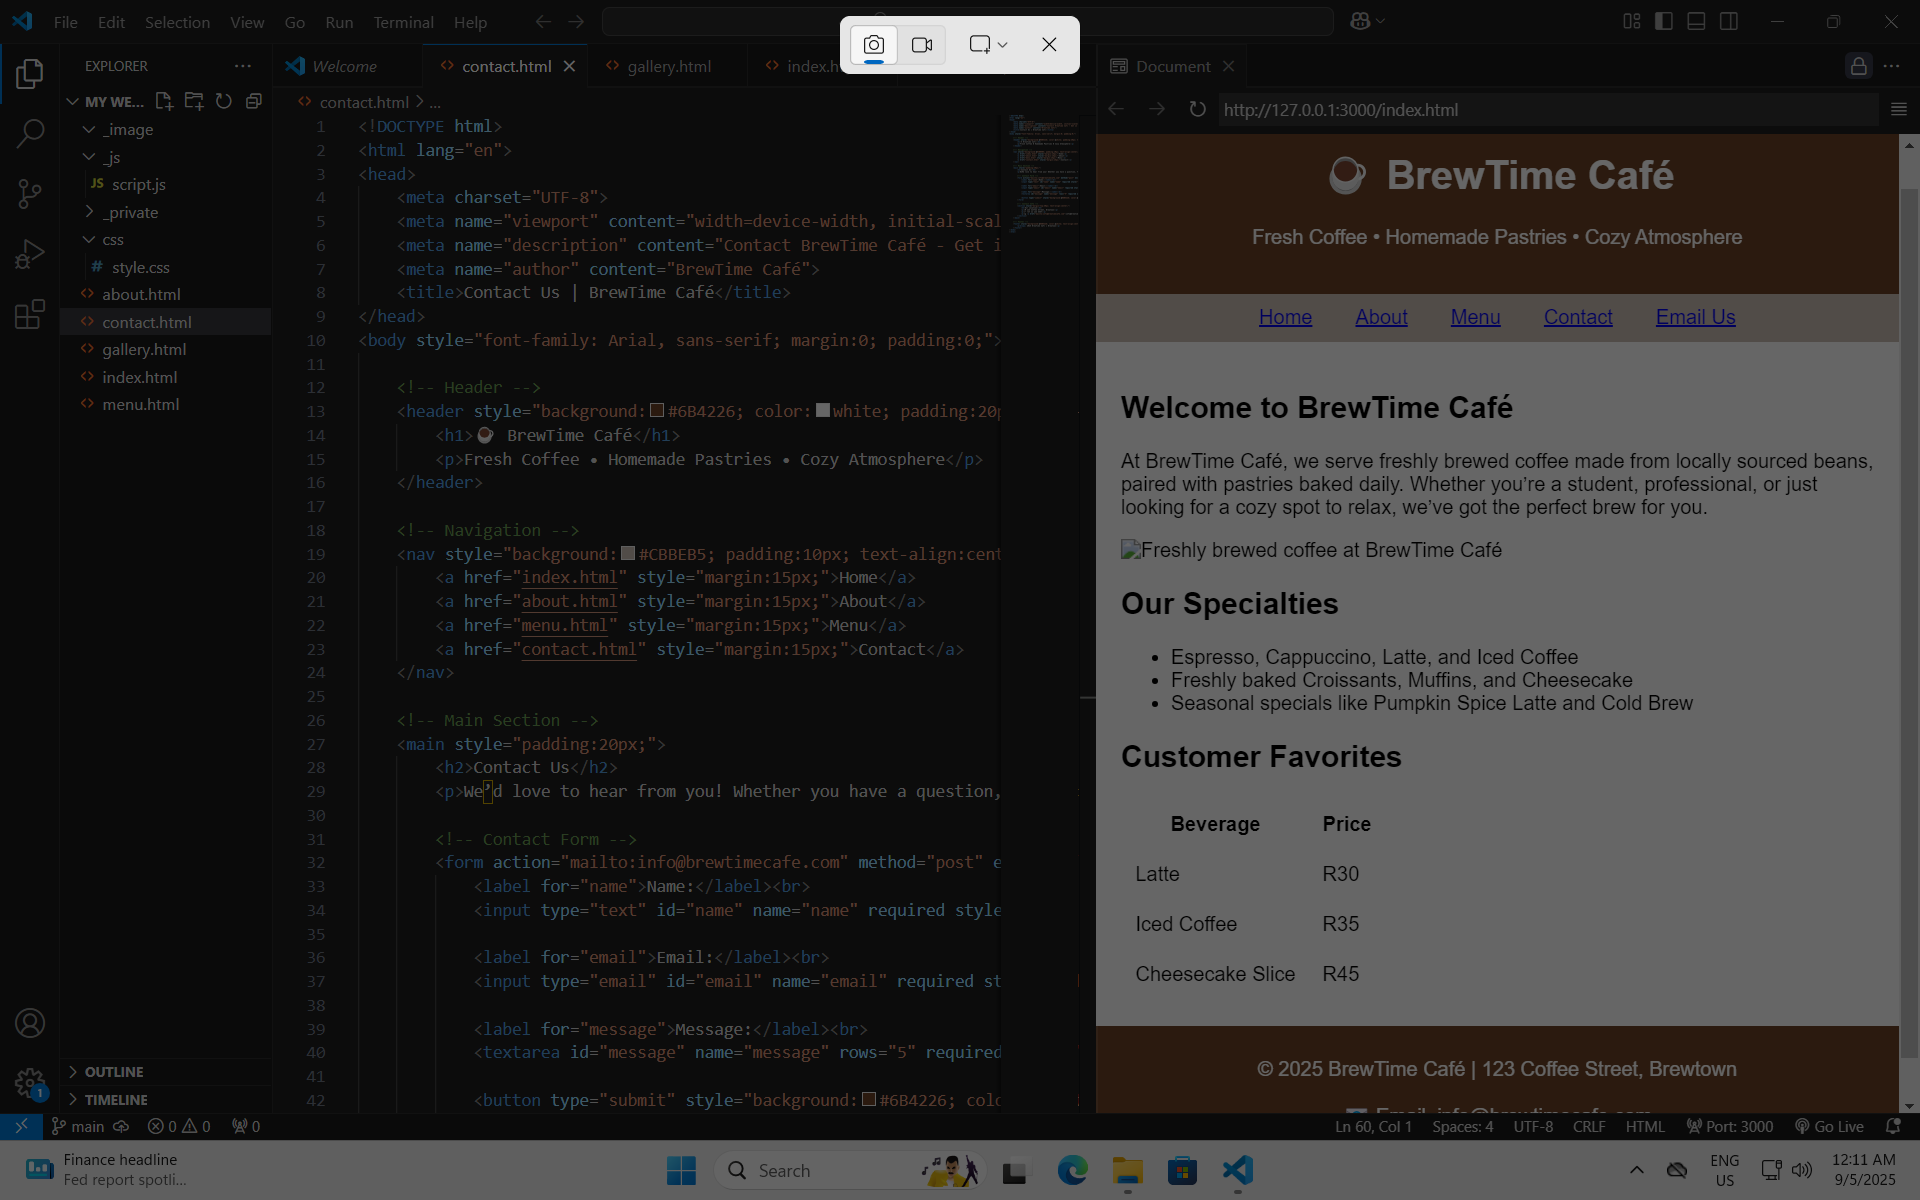 File Edit Selection View Go Run Terminal Help
EXPLORER
MY WE...
_image
_js
JS script.js
_private
css
# style.css
about.html
contact.html
gallery.html
index.html
menu.html
OUTLINE
TIMELINE
Welcome
contact.html
gallery.html
contact.html > ...
1 <!DOCTYPE html>
2 <html lang="en">
3 <head>
4 <meta charset="UTF-8">
5 <meta name="viewport" content="width=device-width, initial-scal
6 <meta name="description" content="Contact BrewTime Café - Get i
7 <meta name="author" content="BrewTime Café">
8 <title>Contact Us | BrewTime Café</title>
9 </head>
10 <body style="font-family: Arial, sans-serif; margin:0; padding:0;">
11
12 <!-- Header -->
13 <header style="background:#6B4226; color:white; padding:20p
14 <h1>☕ BrewTime Café</h1>
15 <p>Fresh Coffee • Homemade Pastries • Cozy Atmosphere</p>
16 </header>
17
18 <!-- Navigation -->
19 <nav style="background:#CBBEB5; padding:10px; text-align:cent
20 <a href="index.html" style="margin:15px;">Home</a>
21 <a href="about.html" style="margin:15px;">About</a>
22 <a href="menu.html" style="margin:15px;">Menu</a>
23 <a href="contact.html" style="margin:15px;">Contact</a>
24 </nav>
25
26 <!-- Main Section -->
27 <main style="padding:20px;">
28 <h2>Contact Us</h2>
29 <p>We’d love to hear from you! Whether you have a question,
30
31 <!-- Contact Form -->
32 <form action="mailto:info@brewtimecafe.com" method="post" e
33 <label for="name">Name:</label><br>
34 <input type="text" id="name" name="name" required style
35
36 <label for="email">Email:</label><br>
37 <input type="email" id="email" name="email" required st
38
39 <label for="message">Message:</label><br>
40 <textarea id="message" name="message" rows="5" required
41
42 <button type="submit" style="background:#6B4226; colo
Document
http://127.0.0.1:3000/index.html
☕ BrewTime Café
Fresh Coffee • Homemade Pastries • Cozy Atmosphere
Home About Menu Contact Email Us
Welcome to BrewTime Café
At BrewTime Café, we serve freshly brewed coffee made from locally sourced beans,
paired with pastries baked daily. Whether you’re a student, professional, or just
looking for a cozy spot to relax, we’ve got the perfect brew for you.
Freshly brewed coffee at BrewTime Café
Our Specialties
• Espresso, Cappuccino, Latte, and Iced Coffee
• Freshly baked Croissants, Muffins, and Cheesecake
• Seasonal specials like Pumpkin Spice Latte and Cold Brew
Customer Favorites
Beverage Price
Latte R30
Iced Coffee R35
Cheesecake Slice R45
© 2025 BrewTime Café | 123 Coffee Street, Brewtown
1
main 0 0 0
Ln 60, Col 1 Spaces: 4 UTF-8 CRLF HTML Port: 3000 Go Live
Finance headline
Fed report spotli...
Search
ENG
US
12:11 AM
9/5/2025